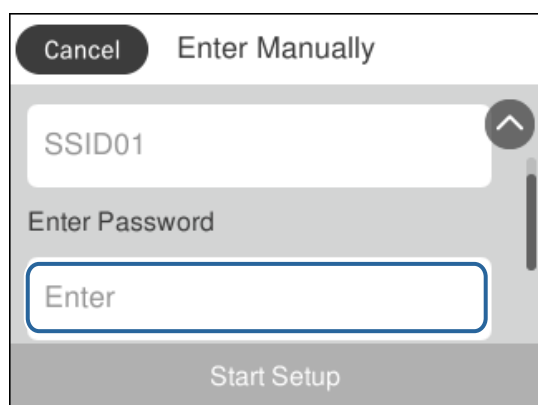 Cancel Enter Manually
SSID01
Enter Password
Enter
Start Setup